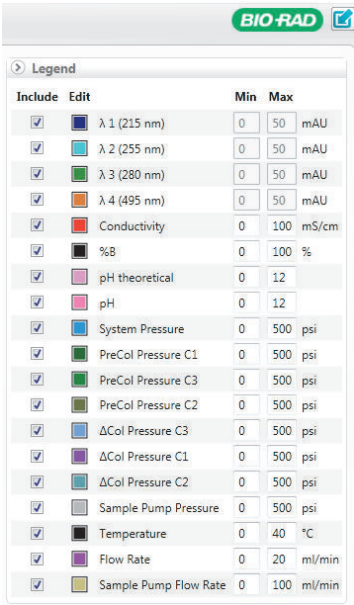 BIO-RAD
Legend
Include Edit Min Max
λ 1 (215 nm) 0 50 mAU
λ 2 (255 nm) 0 50 mAU
λ 3 (280 nm) 0 50 mAU
λ 4 (495 nm) 0 50 mAU
Conductivity 0 100 mS/cm
%B 0 100 %
pH theoretical 0 12
pH 0 12
System Pressure 0 500 psi
PreCol Pressure C1 0 500 psi
PreCol Pressure C3 0 500 psi
PreCol Pressure C2 0 500 psi
ΔCol Pressure C3 0 500 psi
ΔCol Pressure C1 0 500 psi
ΔCol Pressure C2 0 500 psi
Sample Pump Pressure 0 500 psi
Temperature 0 40 °C
Flow Rate 0 20 ml/min
Sample Pump Flow Rate 0 100 ml/min